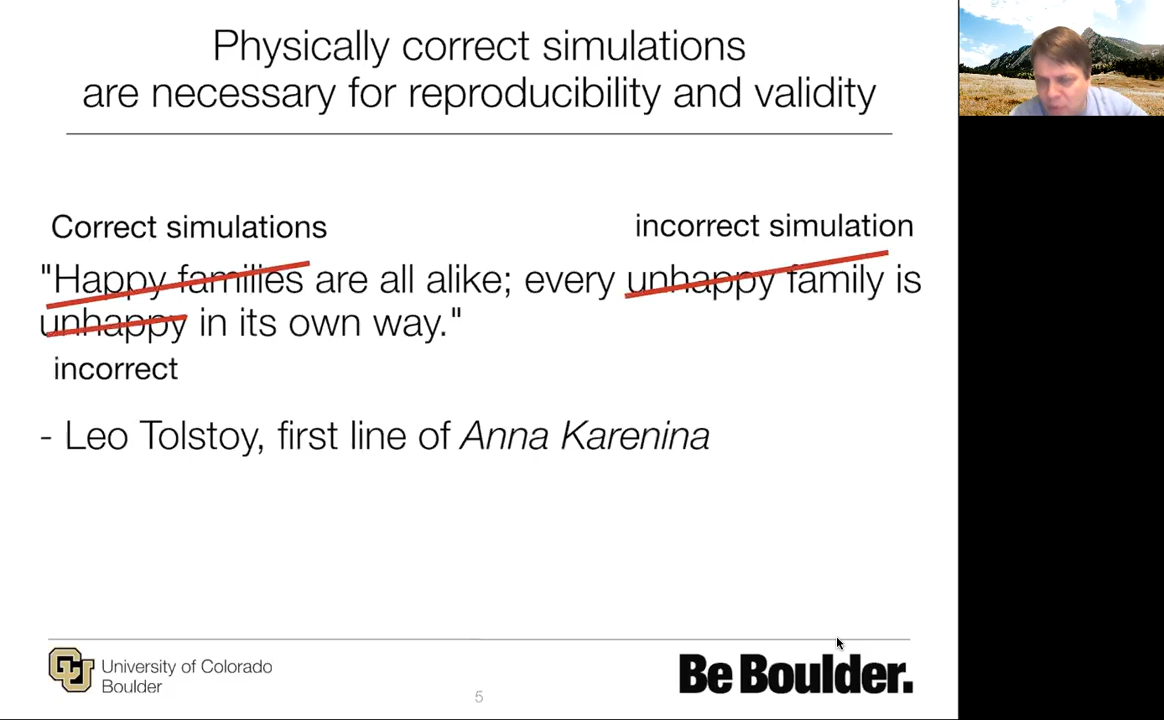 Physically correct simulations
are necessary for reproducibility and validity
Correct simulations
incorrect simulation
"Happy families are all alike; every unhappy family is
unhappy in its own way."
incorrect
- Leo Tolstoy, first line of Anna Karenina
CU
University of Colorado
Boulder
5
Be Boulder.